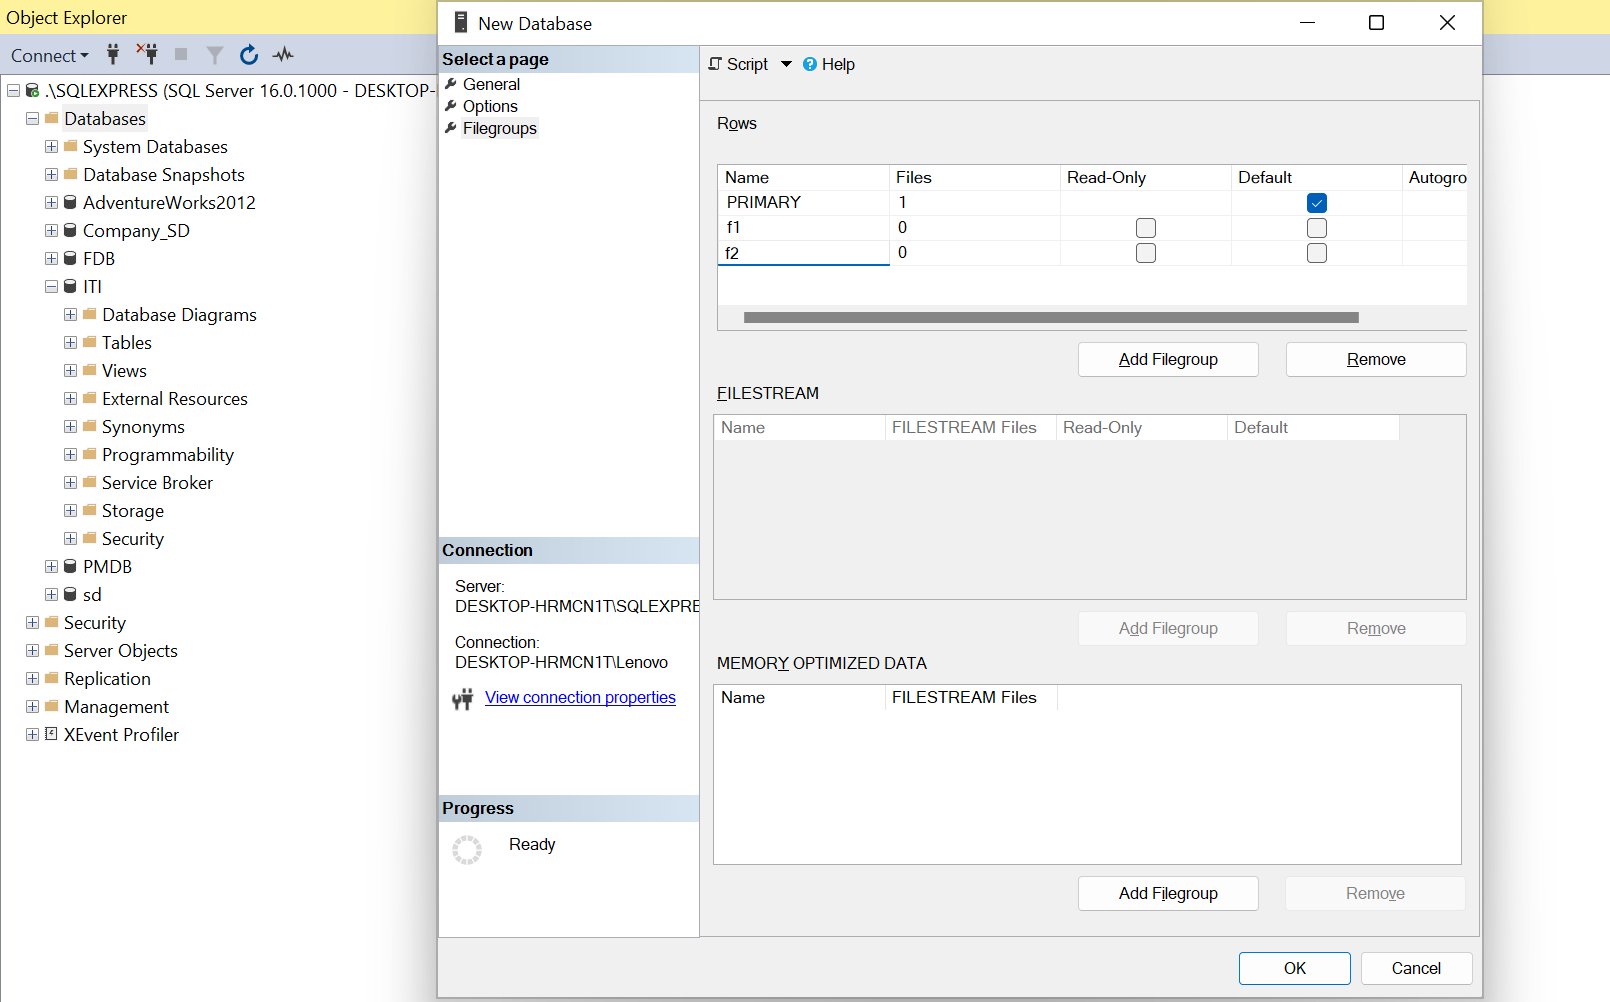 Object Explorer
Connect
.\SQLEXPRESS (SQL Server 16.0.1000 - DESKTOP-
Databases
System Databases
Database Snapshots
AdventureWorks2012
Company_SD
FDB
ITI
Database Diagrams
Tables
Views
External Resources
Synonyms
Programmability
Service Broker
Storage
Security
PMDB
sd
Security
Server Objects
Replication
Management
XEvent Profiler
New Database
Select a page
General
Options
Filegroups
Connection
Server:
DESKTOP-HRMCN1T\SQLEXPRE
Connection:
DESKTOP-HRMCN1T\Lenovo
View connection properties
Progress
Ready
Script ? Help
Rows
Name Files Read-Only Default Autogro
PRIMARY 1
f1 0
f2 0
Add Filegroup Remove
FILESTREAM
Name FILESTREAM Files Read-Only Default
Add Filegroup Remove
MEMORY OPTIMIZED DATA
Name FILESTREAM Files
Add Filegroup Remove
OK Cancel